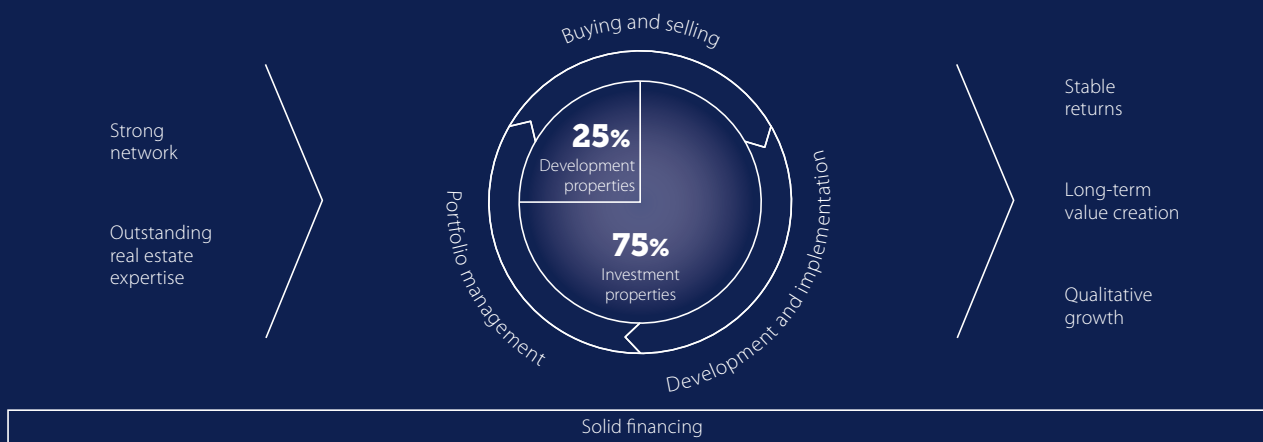 Strong
network
Outstanding
real estate
expertise
Buying and selling
25%
Development
properties
75%
Investment
properties
Portfolio management
Development and implementation
Stable
returns
Long-term
value creation
Qualitative
growth
Solid financing